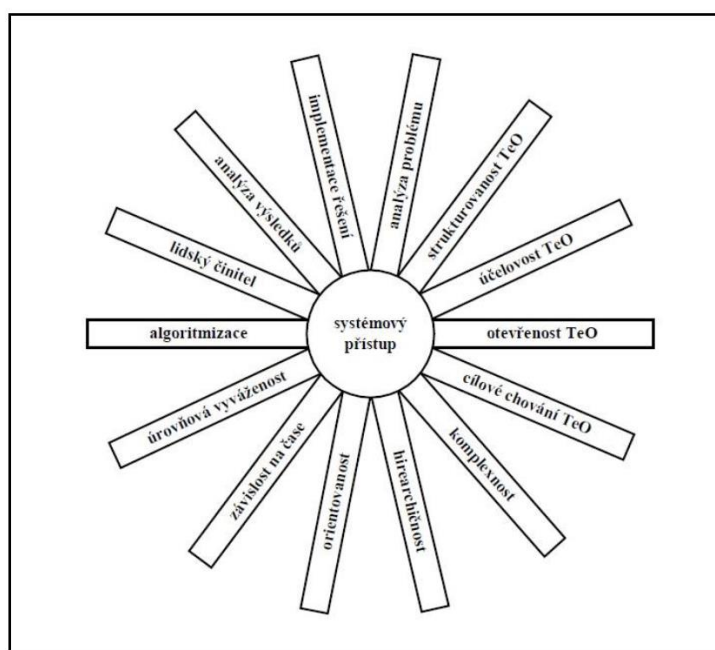 systémový
přístup
analýza problému
strukturovanost TeO
účelovost TeO
otevřenost TeO
cílové chování TeO
komplexnost
hirearchičnost
orientovanost
závislost na čase
úrovňová vyváženost
algoritmizace
lidský činitel
analýza výsledků
implementace řešení